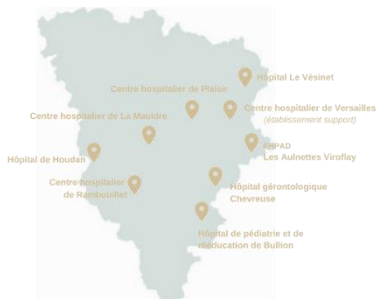 Hôpital Le Vésinet
Centre hospitalier de Plaisir
Centre hospitalier de Versailles
(établissement support)
Centre hospitalier de La Mauldre
EHPAD
Les Aulnettes Viroflay
Hôpital de Houdan
Centre hospitalier
de Rambouillet
Hôpital gérontologique
Chevreuse
Hôpital de pédiatrie et de
rééducation de Bullion